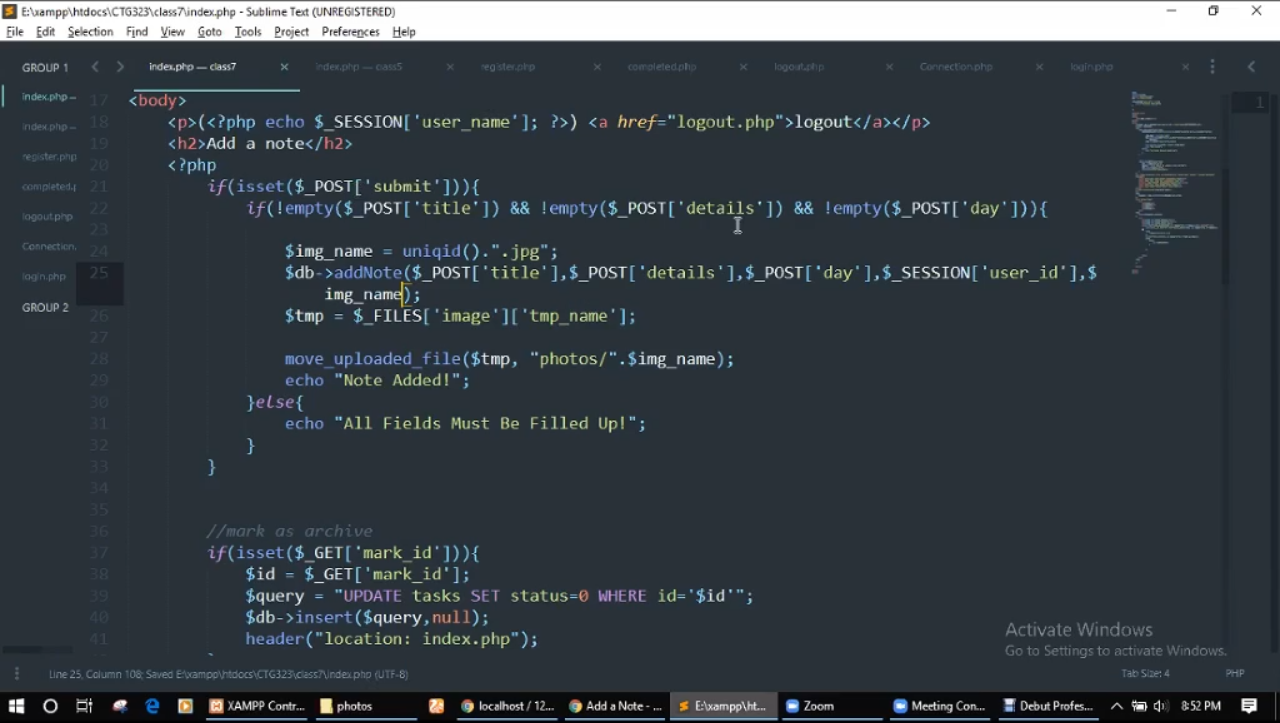 E:\xampp\htdocs\CTG323\class7\index.php - Sublime Text (UNREGISTERED)
File Edit Selection Find View Goto Tools Project Preferences Help
GROUP 1 index.php — class7 index.php — class5 register.php completed.php logout.php Connection.php login.php
index.php —
index.php —
register.php
completed.p
logout.php
Connection.
login.php
GROUP 2
1
17 <body>
18 <p>(<?php echo $_SESSION['user_name']; ?>) <a href="logout.php">logout</a></p>
19 <h2>Add a note</h2>
20 <?php
21 if(isset($_POST['submit'])){
22 if(!empty($_POST['title']) && !empty($_POST['details']) && !empty($_POST['day'])){
23
24 $img_name = uniqid().".jpg";
25 $db->addNote($_POST['title'],$_POST['details'],$_POST['day'],$_SESSION['user_id'],$
img_name);
26 $tmp = $_FILES['image']['tmp_name'];
27
28 move_uploaded_file($tmp, "photos/".$img_name);
29 echo "Note Added!";
30 }else{
31 echo "All Fields Must Be Filled Up!";
32 }
33 }
34
35
36 //mark as archive
37 if(isset($_GET['mark_id'])){
38 $id = $_GET['mark_id'];
39 $query = "UPDATE tasks SET status=0 WHERE id='$id'";
40 $db->insert($query,null);
41 header("location: index.php");
Activate Windows
Go to Settings to activate Windows.
Line 25, Column 108; Saved E:\xampp\htdocs\CTG323\class7\index.php (UTF-8) Tab Size: 4 PHP
XAMPP Contr... photos localhost / 12... Add a Note - ... E:\xampp\ht... Zoom Meeting Con... Debut Profes... 8:52 PM